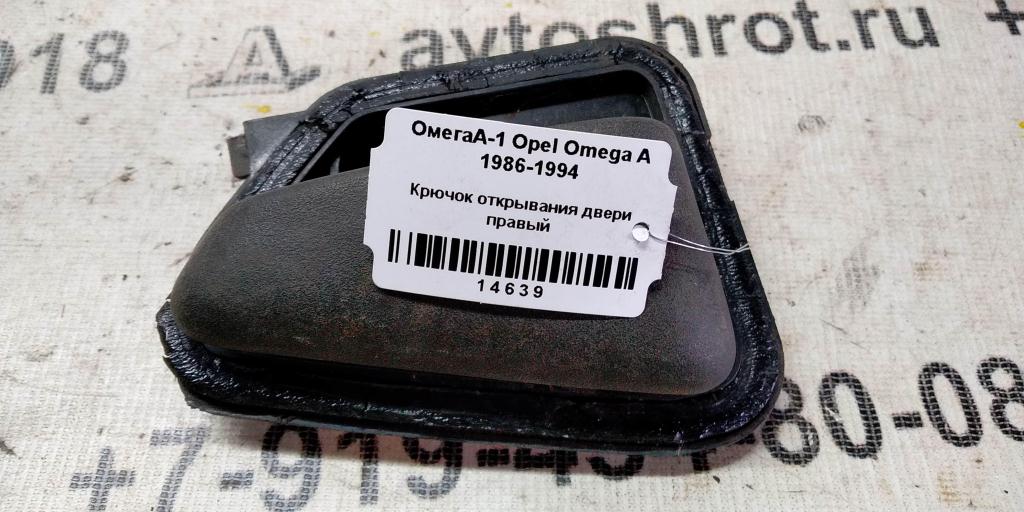 018 avtoshrot.ru +
ОмегаА-1 Opel Omega A
1986-1994
Крючок открывания двери
правый
14639
+7-919- 80-08